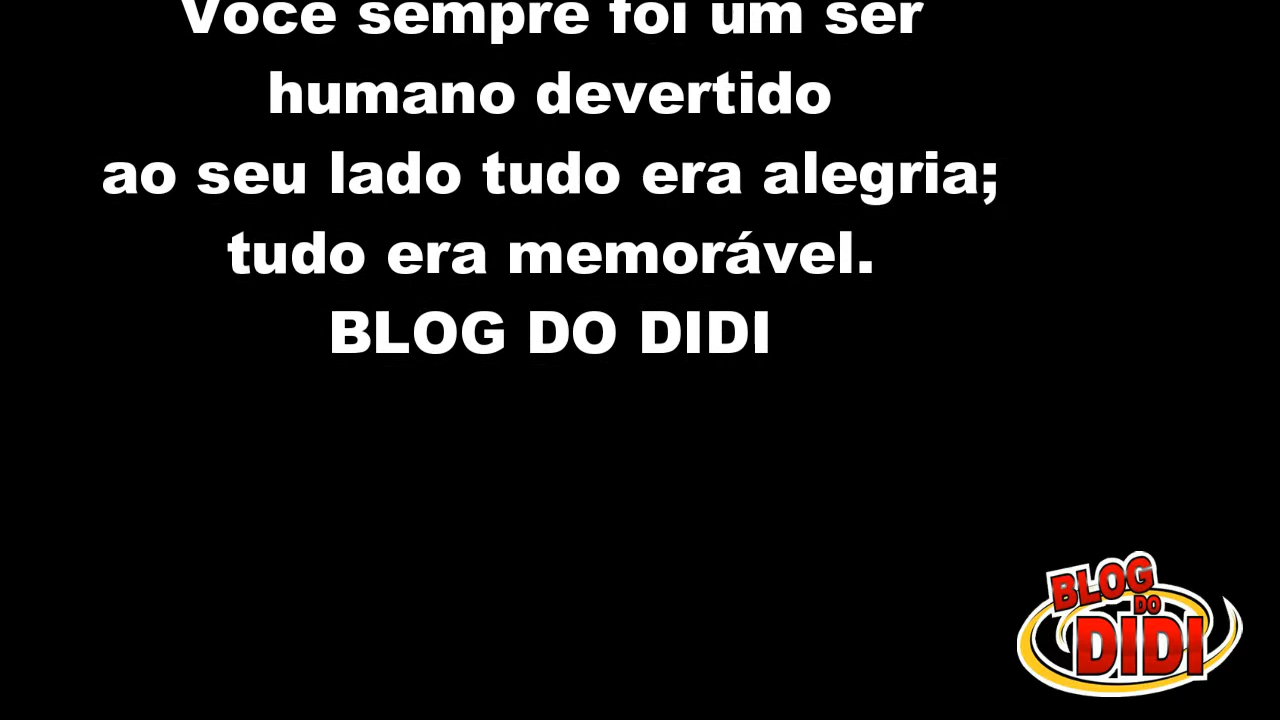 Você sempre foi um ser
humano devertido
ao seu lado tudo era alegria;
tudo era memorável.
BLOG DO DIDI
BLOG
DO
DIDI